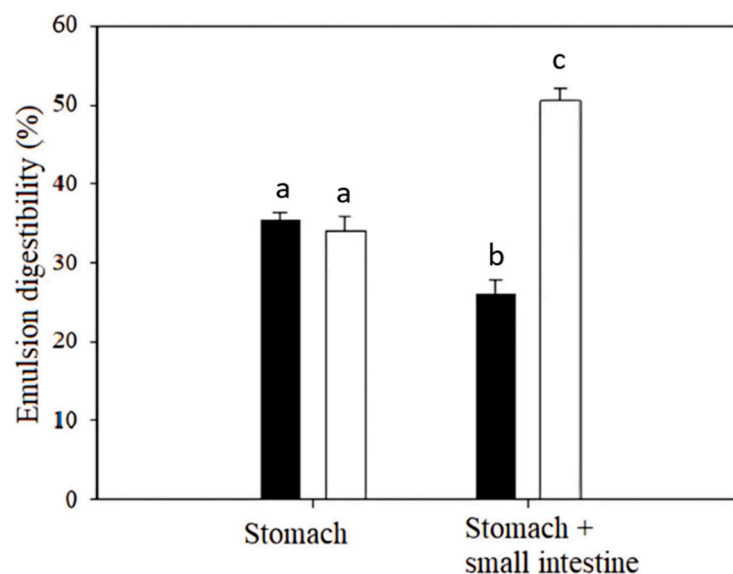 Emulsion digestibility (%)
60
50
40
30
20
10
0
a
a
b
c
Stomach
Stomach +
small intestine